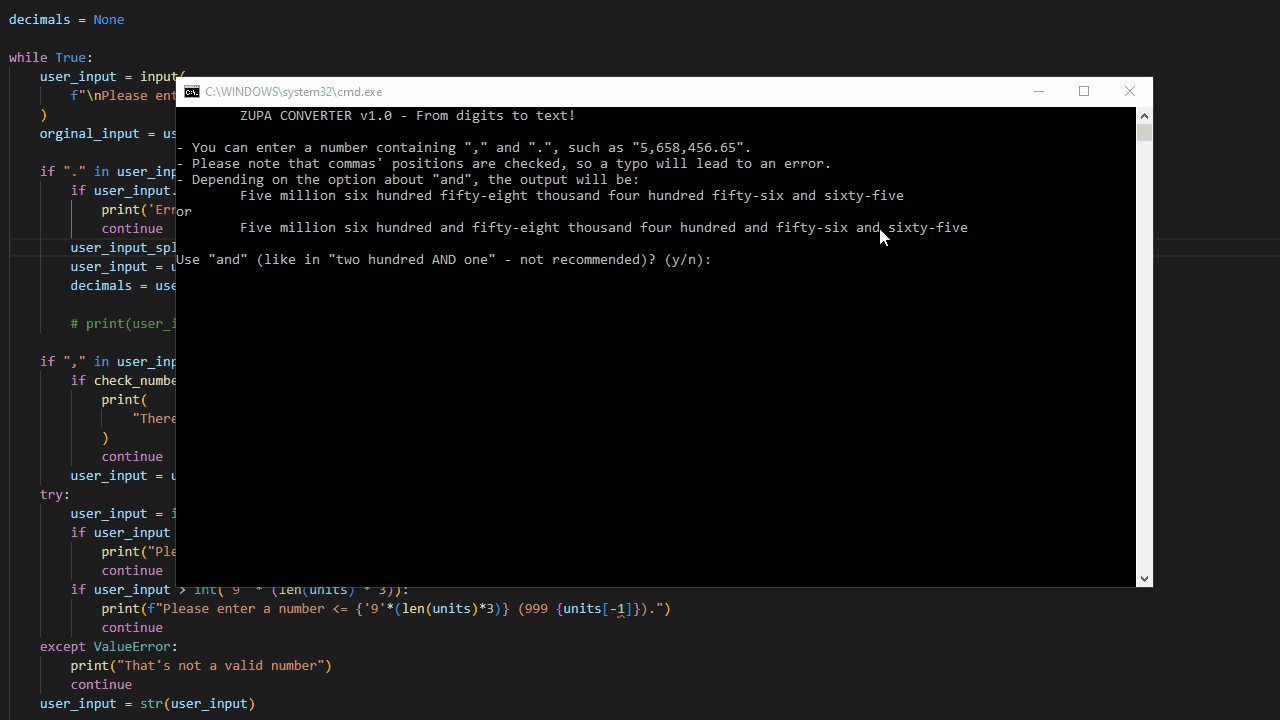 decimals = None
while True:
user_input = input(
f"\nPlease ent
)
orginal_input = us
if "." in user_inp
if user_input.
print('Err
continue
user_input_spl
user_input = u
decimals = use
# print(user_i
if "," in user_inp
if check_numbe
print(
"There
)
continue
user_input = u
try:
user_input = i
if user_input
print("Ple
continue
if user_input > int('9' * (len(units) * 3)):
print(f"Please enter a number <= {'9'*(len(units)*3)} (999 {units[-1]}).")
continue
except ValueError:
print("That's not a valid number")
continue
user_input = str(user_input)
C:\WINDOWS\system32\cmd.exe
ZUPA CONVERTER v1.0 - From digits to text!
- You can enter a number containing "," and ".", such as "5,658,456.65".
- Please note that commas' positions are checked, so a typo will lead to an error.
- Depending on the option about "and", the output will be:
Five million six hundred fifty-eight thousand four hundred fifty-six and sixty-five
or
Five million six hundred and fifty-eight thousand four hundred and fifty-six and sixty-five
Use "and" (like in "two hundred AND one" - not recommended)? (y/n):